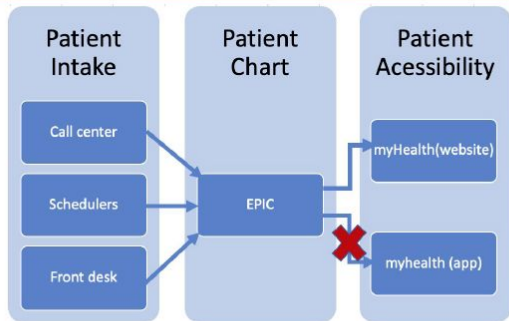 Patient
Intake
Call center
Schedulers
Front desk
Patient
Chart
EPIC
Patient
Acessibility
myHealth(website)
myhealth (app)